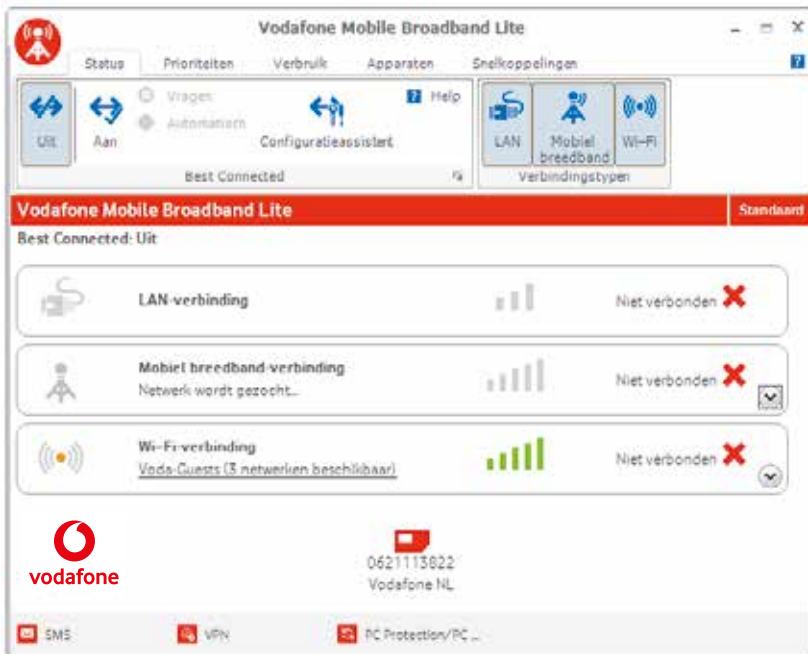 Vodafone Mobile Broadband Lite
Status Prioriteiten Verbruik Apparaten Snelkoppelingen
Uit
Aan
Vragen
Automatisch
Configuratieassistent
Help
LAN
Mobiel breedband
Wi-Fi
Best Connected
Verbindingstypen
Vodafone Mobile Broadband Lite Standaard
Best Connected: Uit
LAN-verbinding
Niet verbonden
Mobiel breedband-verbinding
Netwerk wordt gezocht...
Niet verbonden
Wi-Fi-verbinding
Voda-Guests (3 netwerken beschikbaar)
Niet verbonden
vodafone
0621113822
Vodafone NL
SMS VPN PC Protection/PC ...